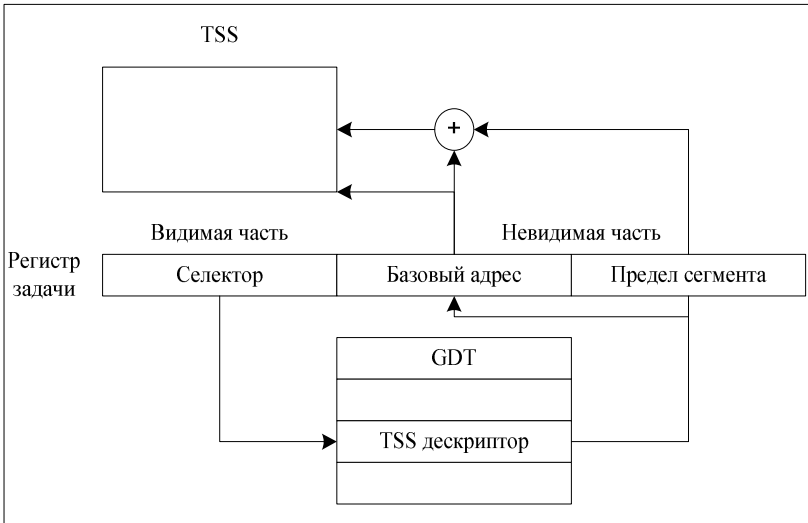 TSS
+
Видимая часть
Невидимая часть
Регистр
задачи
Селектор
Базовый адрес
Предел сегмента
GDT
TSS дескриптор